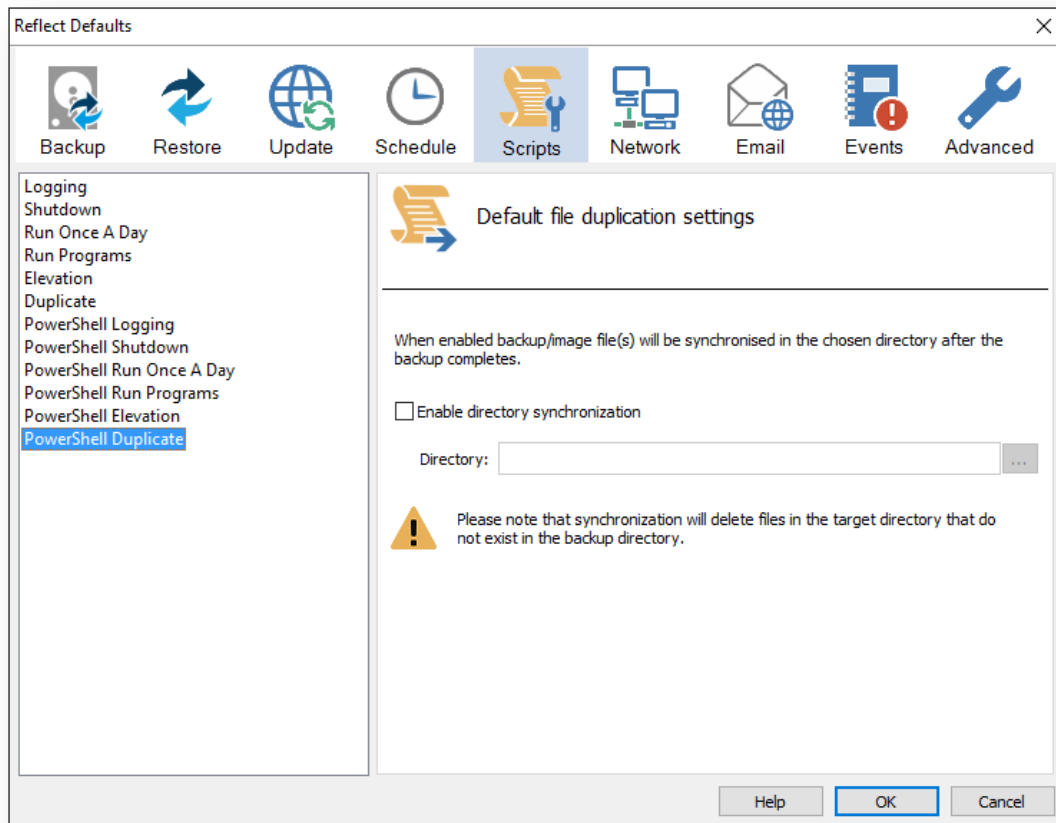 Reflect Defaults
Backup Restore Update Schedule Scripts Network Email Events Advanced
Logging
Shutdown
Run Once A Day
Run Programs
Elevation
Duplicate
PowerShell Logging
PowerShell Shutdown
PowerShell Run Once A Day
PowerShell Run Programs
PowerShell Elevation
PowerShell Duplicate
Default file duplication settings
When enabled backup/image file(s) will be synchronised in the chosen directory after the
backup completes.
Enable directory synchronization
Directory:
...
Please note that synchronization will delete files in the target directory that do
not exist in the backup directory.
Help OK Cancel